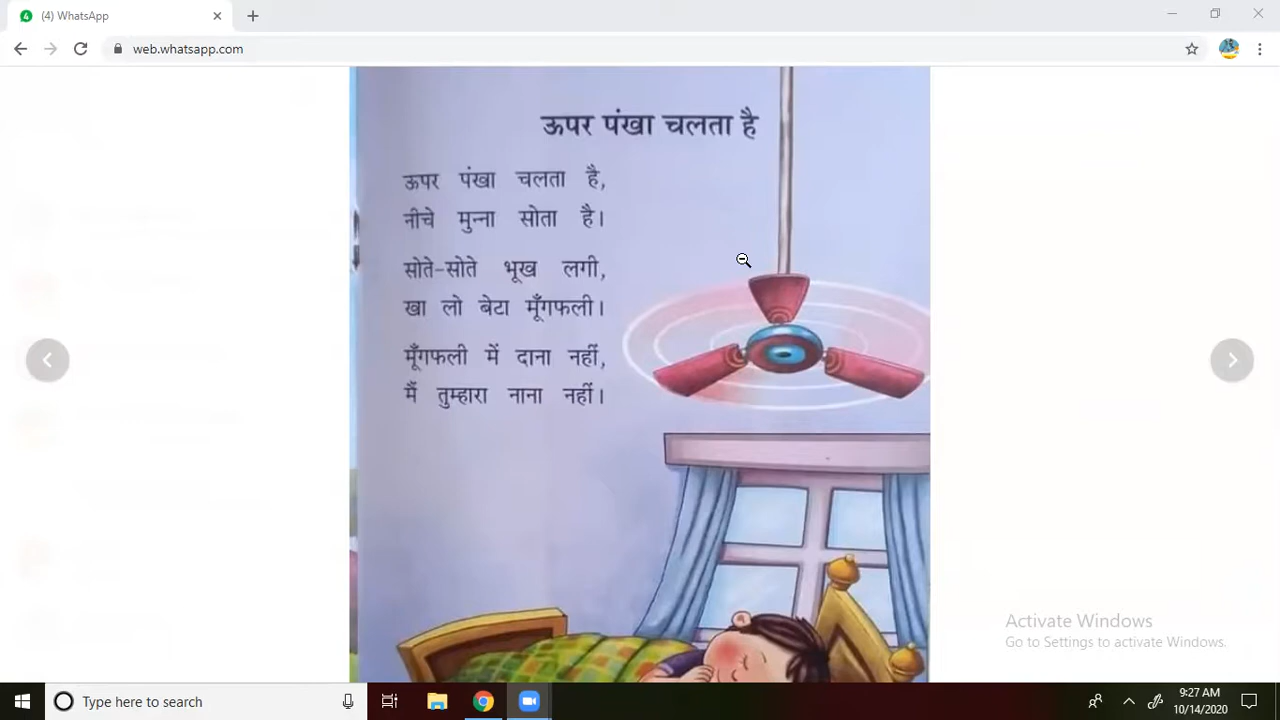 (4) WhatsApp
web.whatsapp.com
ऊपर पंखा चलता है
ऊपर पंखा चलता है,
नीचे मुन्ना सोता है।
सोते-सोते भूख लगी,
खा लो बेटा मूँगफली।
मूँगफली में दाना नहीं,
मैं तुम्हारा नाना नहीं।
Activate Windows
Go to Settings to activate Windows.
Type here to search
9:27 AM
10/14/2020